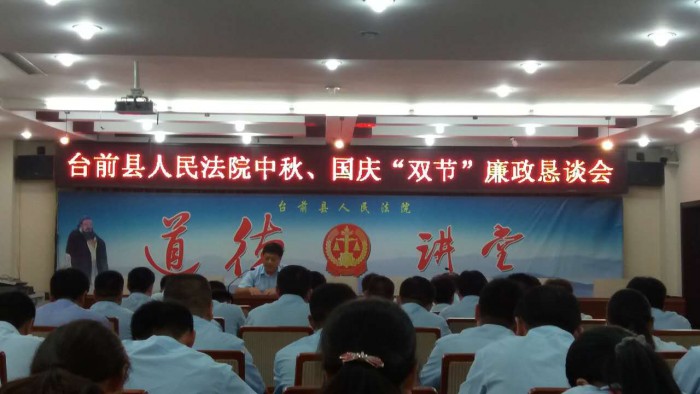 台前县人民法院中秋、国庆“双节”廉政恳谈会
台前县人民法院
道德讲堂